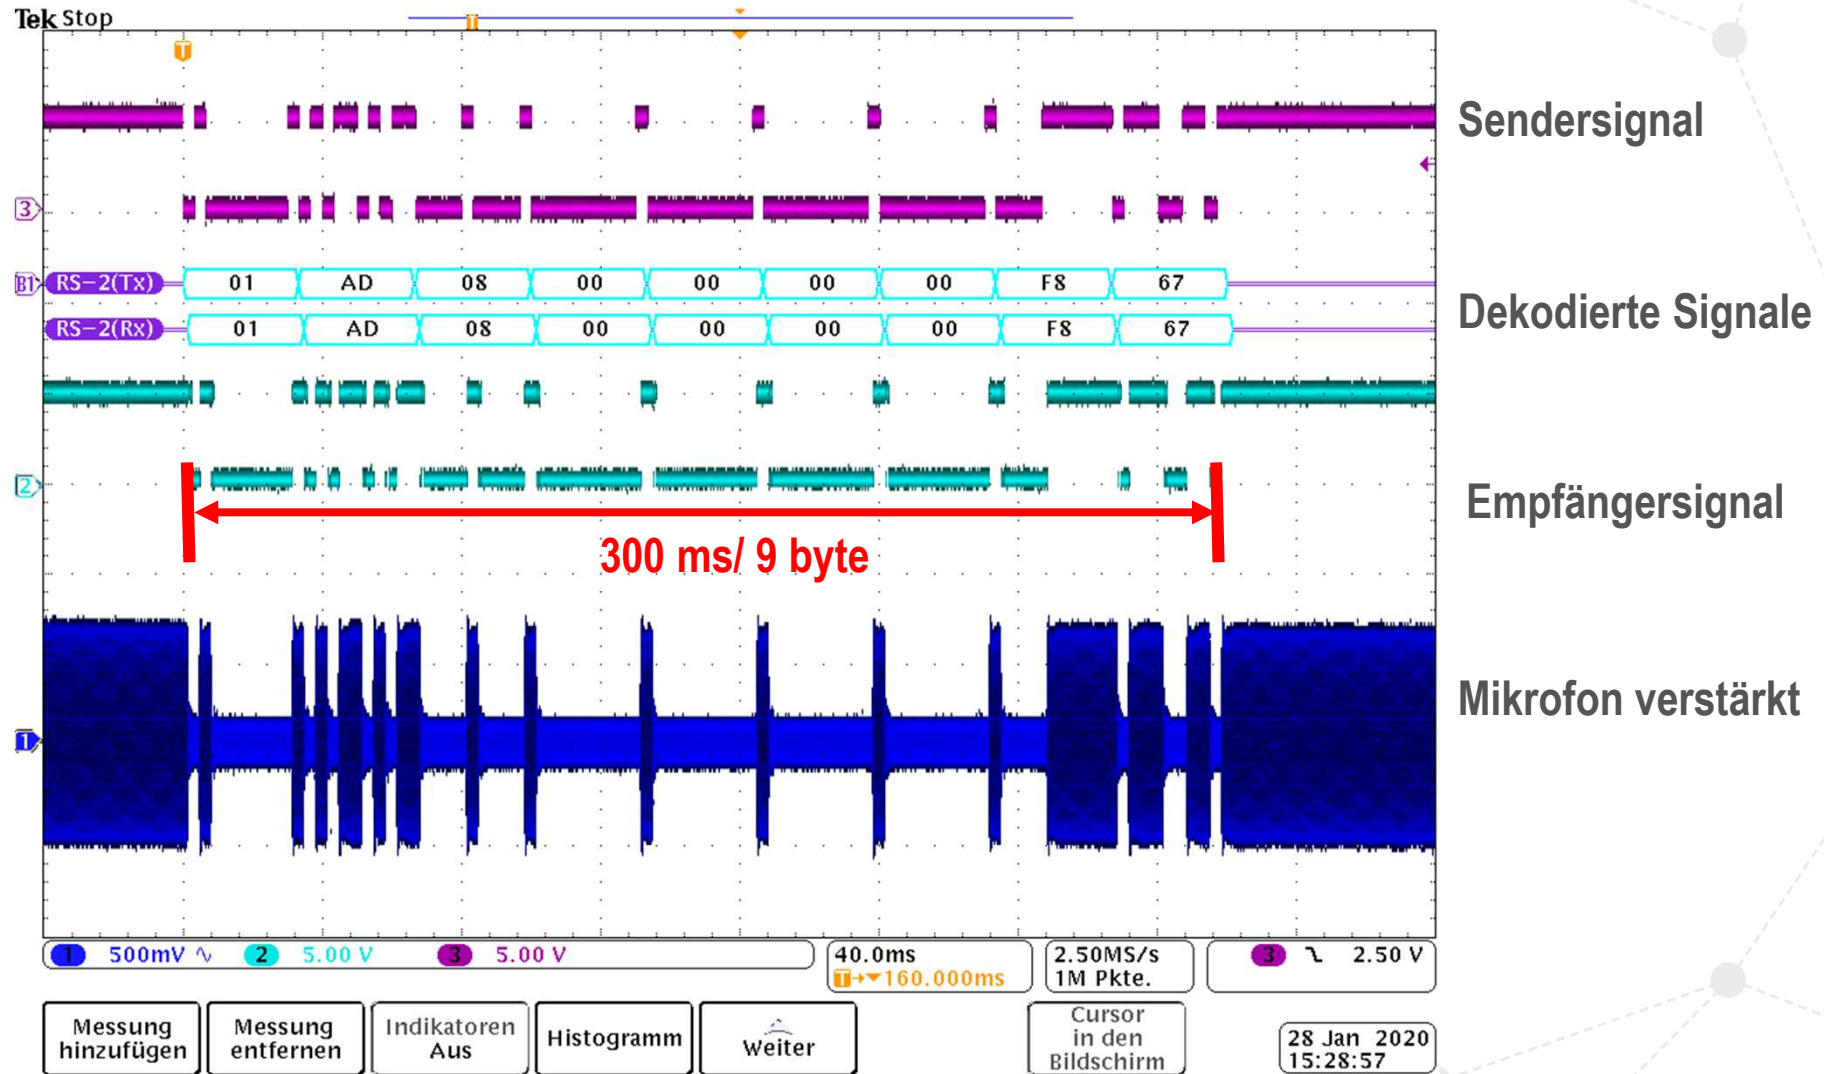 Tek Stop
T
T
Sendersignal
3
B1 RS-2(Tx) 01 AD 08 00 00 00 00 F8 67
RS-2(Rx) 01 AD 08 00 00 00 00 F8 67
Dekodierte Signale
2
Empfängersignal
300 ms/ 9 byte
Mikrofon verstärkt
1
1 500mV ∿ 2 5.00 V 3 5.00 V
40.0ms
T→▼160.000ms
2.50MS/s
1M Pkte.
3 2.50 V
Messung
hinzufügen
Messung
entfernen
Indikatoren
Aus
Histogramm
Weiter
Cursor
in den
Bildschirm
28 Jan 2020
15:28:57